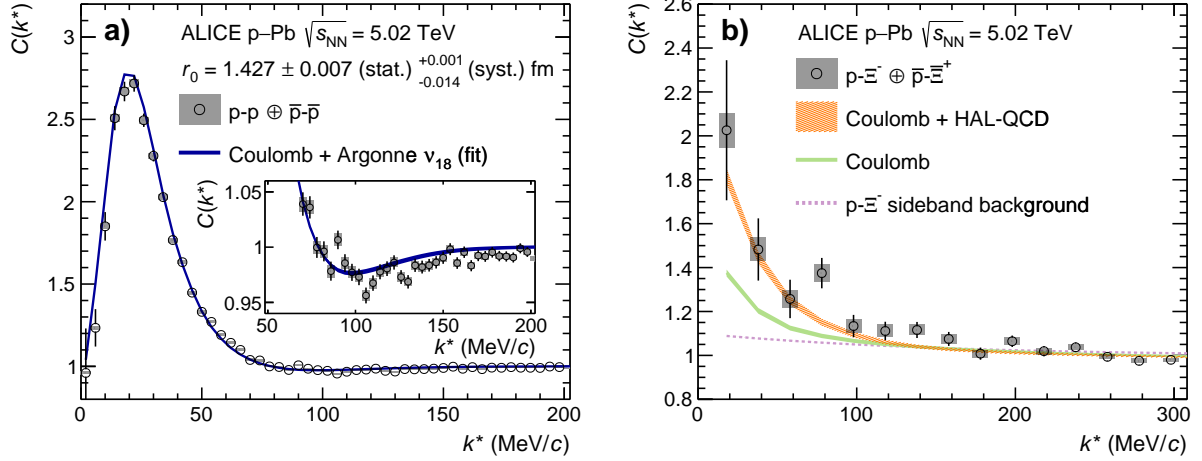 C(k*)
3
2.5
2
1.5
1
a)
ALICE p–Pb √sNN = 5.02 TeV
r0 = 1.427 ± 0.007 (stat.) +0.001 -0.014 (syst.) fm
p-p ⊕ p̅-p̅
Coulomb + Argonne ν18 (fit)
C(k*)
1.05
1
0.95
50 100 150 200
k* (MeV/c)
0 50 100 150 200
k* (MeV/c)
C(k*)
2.6
2.4
2.2
2
1.8
1.6
1.4
1.2
1
0.8
b)
ALICE p–Pb √sNN = 5.02 TeV
p-Ξ⁻ ⊕ p̅-Ξ̅⁺
Coulomb + HAL-QCD
Coulomb
p-Ξ⁻ sideband background
0 100 200 300
k* (MeV/c)